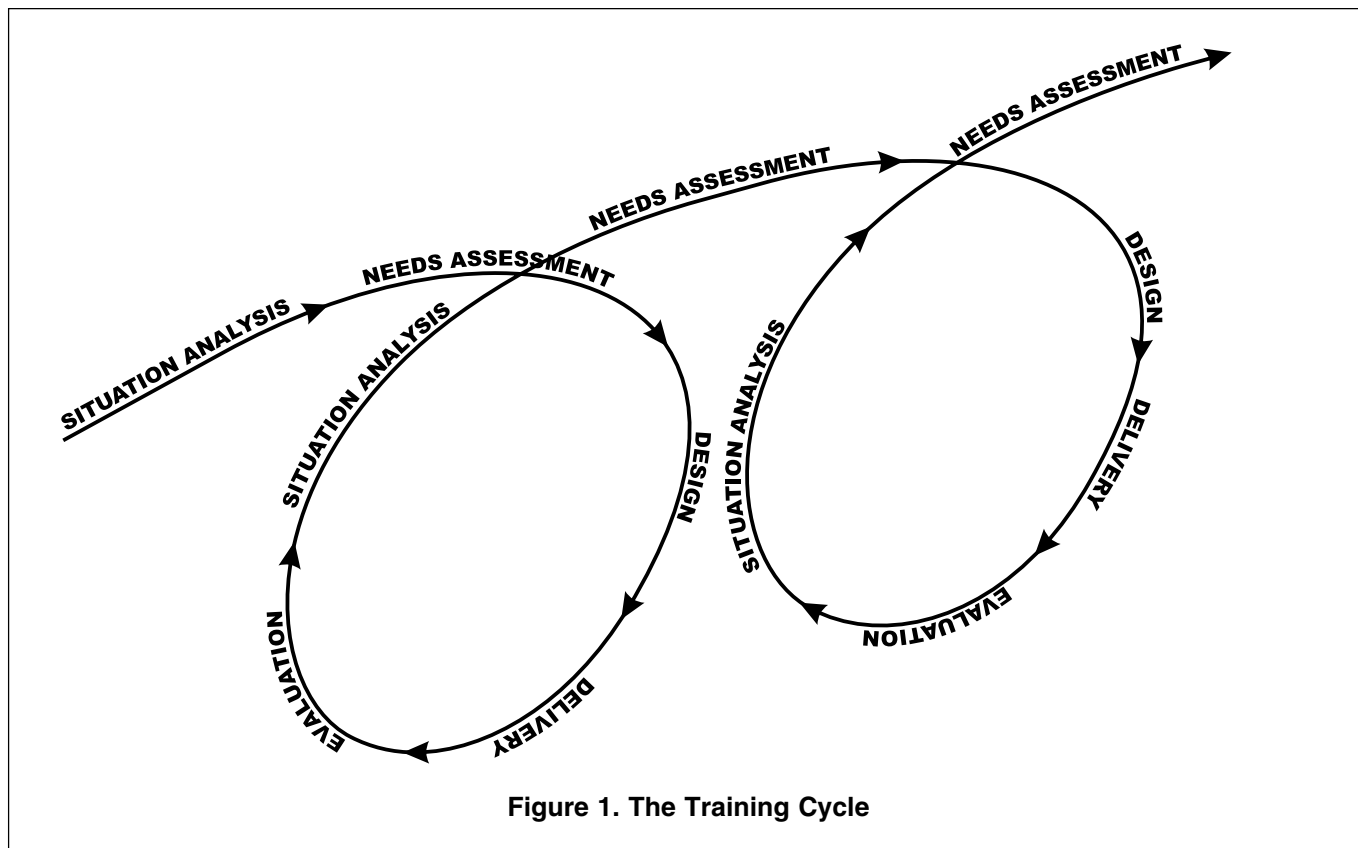 SITUATION ANALYSIS
NEEDS ASSESSMENT
DESIGN
DELIVERY
EVALUATION
SITUATION ANALYSIS
NEEDS ASSESSMENT
DESIGN
DELIVERY
EVALUATION
SITUATION ANALYSIS
NEEDS ASSESSMENT
Figure 1. The Training Cycle